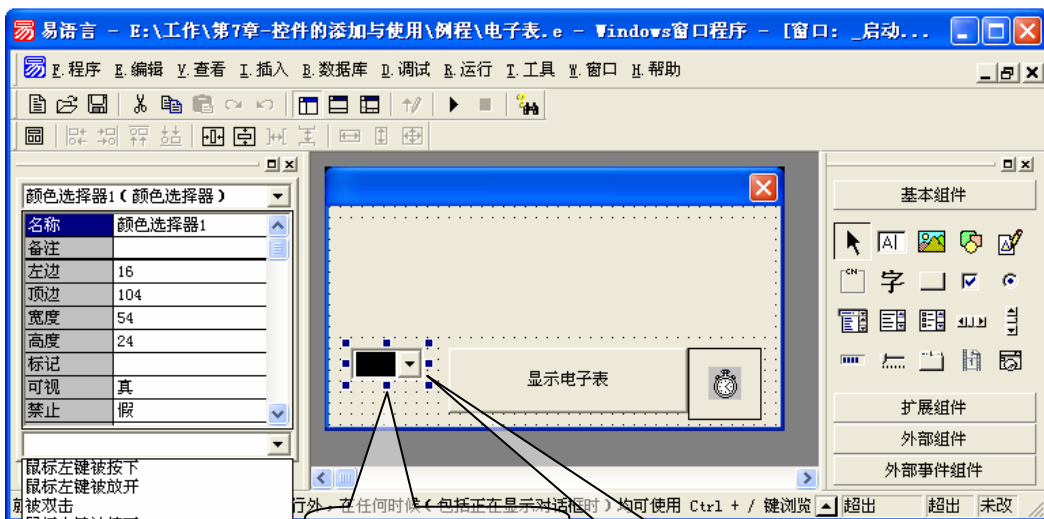 易语言 - E:\工作\第7章-控件的添加与使用\例程\电子表.e - Windows窗口程序 - [窗口: _启动...
F.程序 E.编辑 V.查看 I.插入 B.数据库 D.调试 R.运行 T.工具 W.窗口 H.帮助
颜色选择器1(颜色选择器)
名称 颜色选择器1
备注
左边 16
顶边 104
宽度 54
高度 24
标记
可视 真
禁止 假
鼠标左键被按下
鼠标左键被放开
被双击
显示电子表
基本组件
扩展组件
外部组件
外部事件组件
行外,在任何时候(包括正在显示对话框时)均可使用 Ctrl + / 键浏览
超出 超出 未改